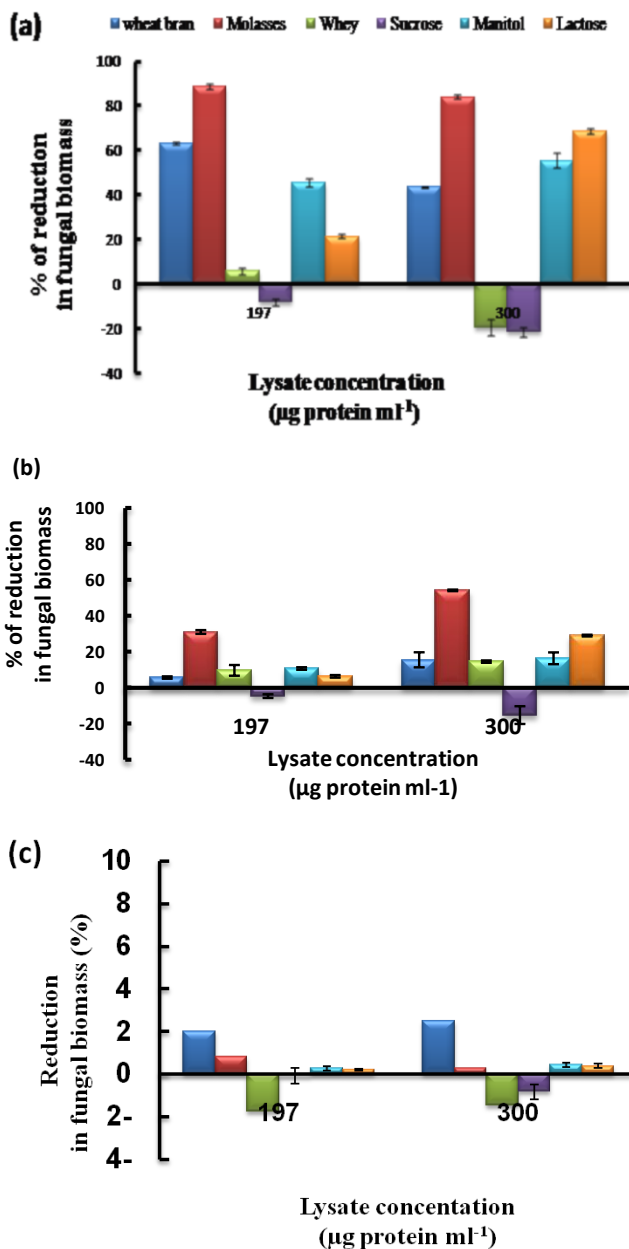 (a)
wheat bran Molasses Whey Sucrose Manitol Lactose
% of reduction
in fungal biomass
100
80
60
40
20
0
-20
-40
197 300
Lysate concentration
(µg protein ml-1)
(b)
% of reduction
in fungal biomass
100
80
60
40
20
0
-20
-40
197 300
Lysate concentration
(µg protein ml-1)
(c)
Reduction
in fungal biomass (%)
10
8
6
4
2
0
2-
4-
197 300
Lysate concentation
(µg protein ml-1)